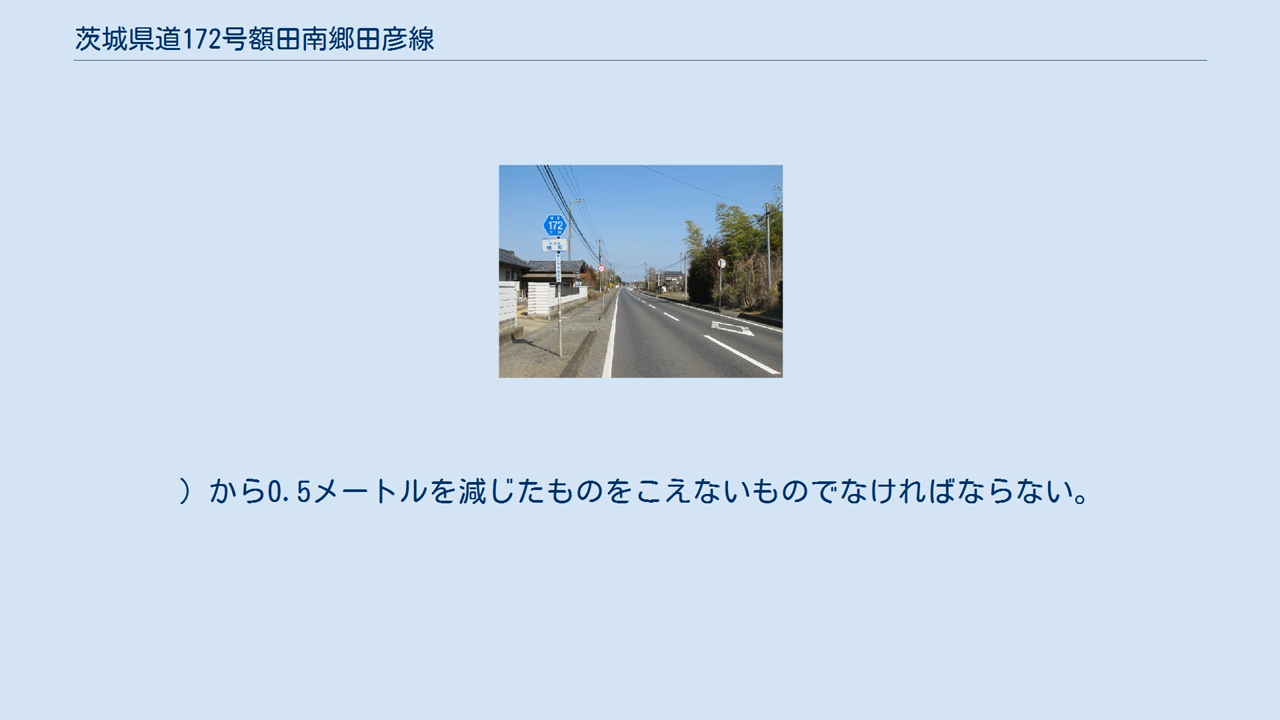 茨城県道172号額田南郷田彦線
172
）から0.5メートルを減じたものをこえないものでなければならない。